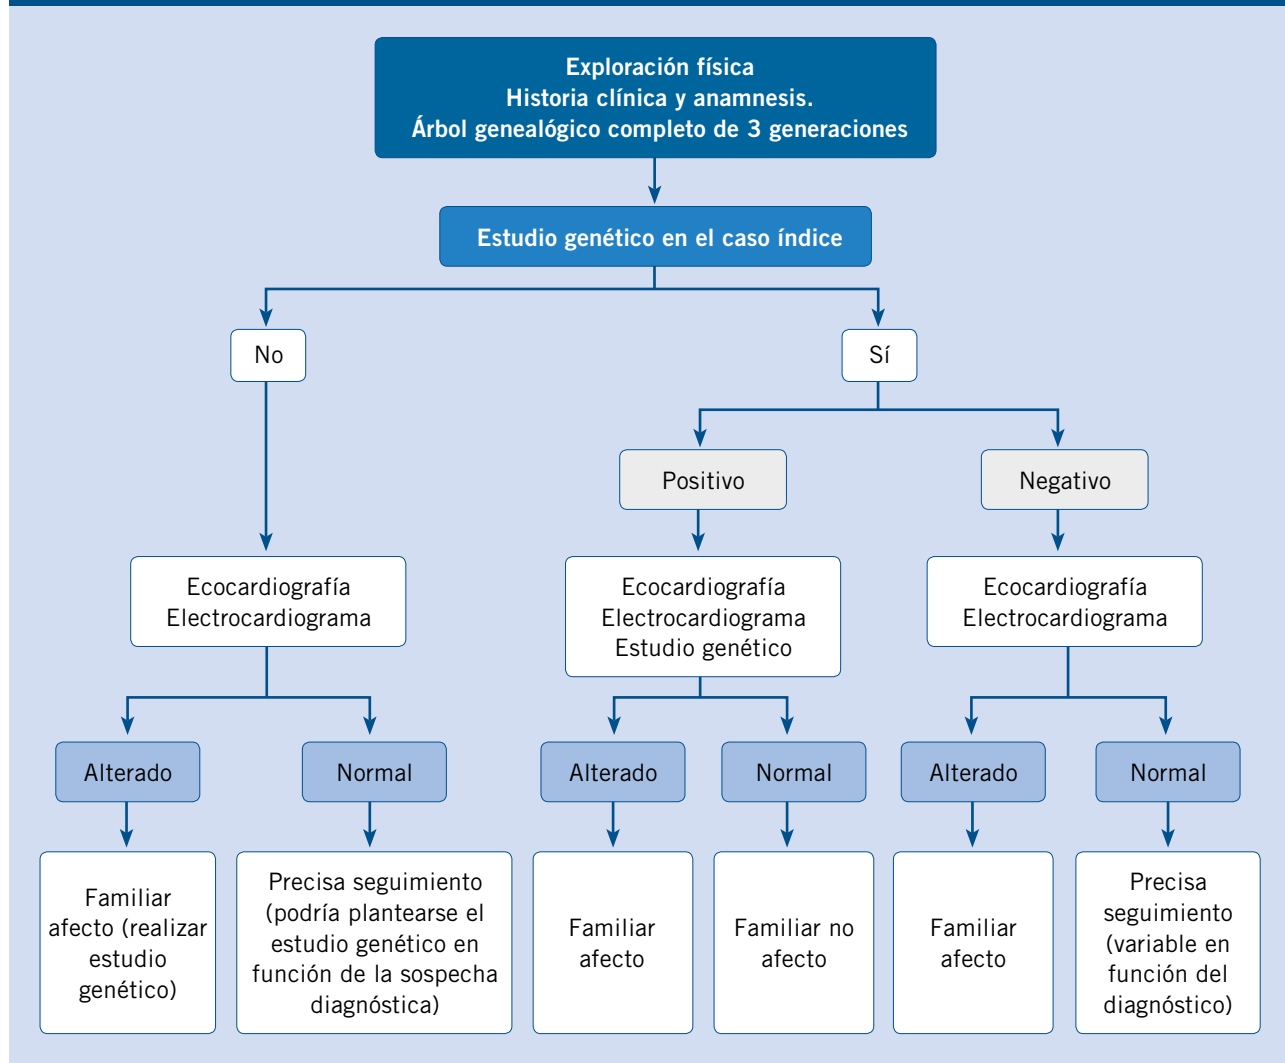 Exploración física
Historia clínica y anamnesis.
Árbol genealógico completo de 3 generaciones
Estudio genético en el caso índice
No
Sí
Positivo
Negativo
Ecocardiografía
Electrocardiograma
Ecocardiografía
Electrocardiograma
Estudio genético
Ecocardiografía
Electrocardiograma
Alterado
Normal
Alterado
Normal
Alterado
Normal
Familiar
afecto (realizar
estudio
genético)
Precisa seguimiento
(podría plantearse el
estudio genético en
función de la sospecha
diagnóstica)
Familiar
afecto
Familiar no
afecto
Familiar
afecto
Precisa
seguimiento
(variable en
función del
diagnóstico)